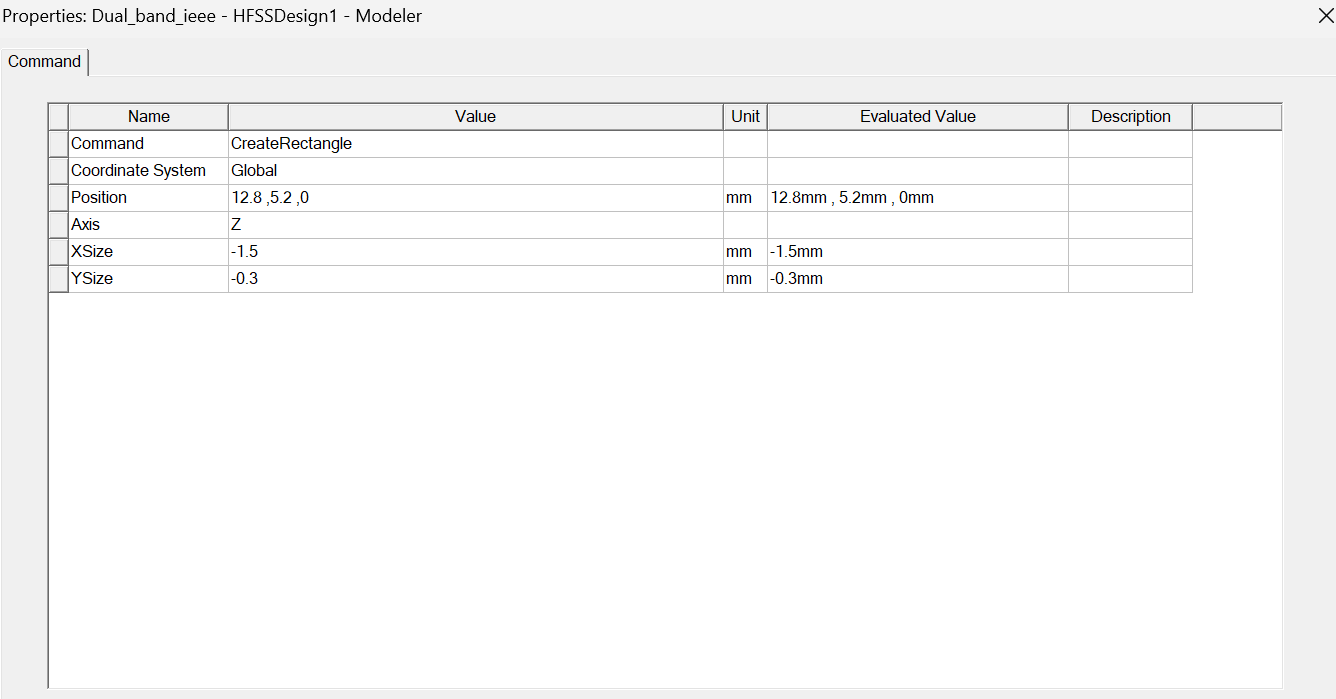 Properties: Dual_band_ieee - HFSSDesign1 - Modeler
Command
Name Value Unit Evaluated Value Description
Command CreateRectangle
Coordinate System Global
Position 12.8 ,5.2 ,0 mm 12.8mm , 5.2mm , 0mm
Axis Z
XSize -1.5 mm -1.5mm
YSize -0.3 mm -0.3mm